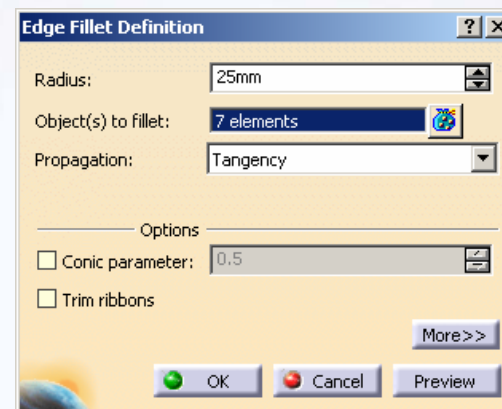 Edge Fillet Definition
Radius: 25mm
Object(s) to fillet: 7 elements
Propagation: Tangency
Options
Conic parameter: 0.5
Trim ribbons
More>>
OK Cancel Preview